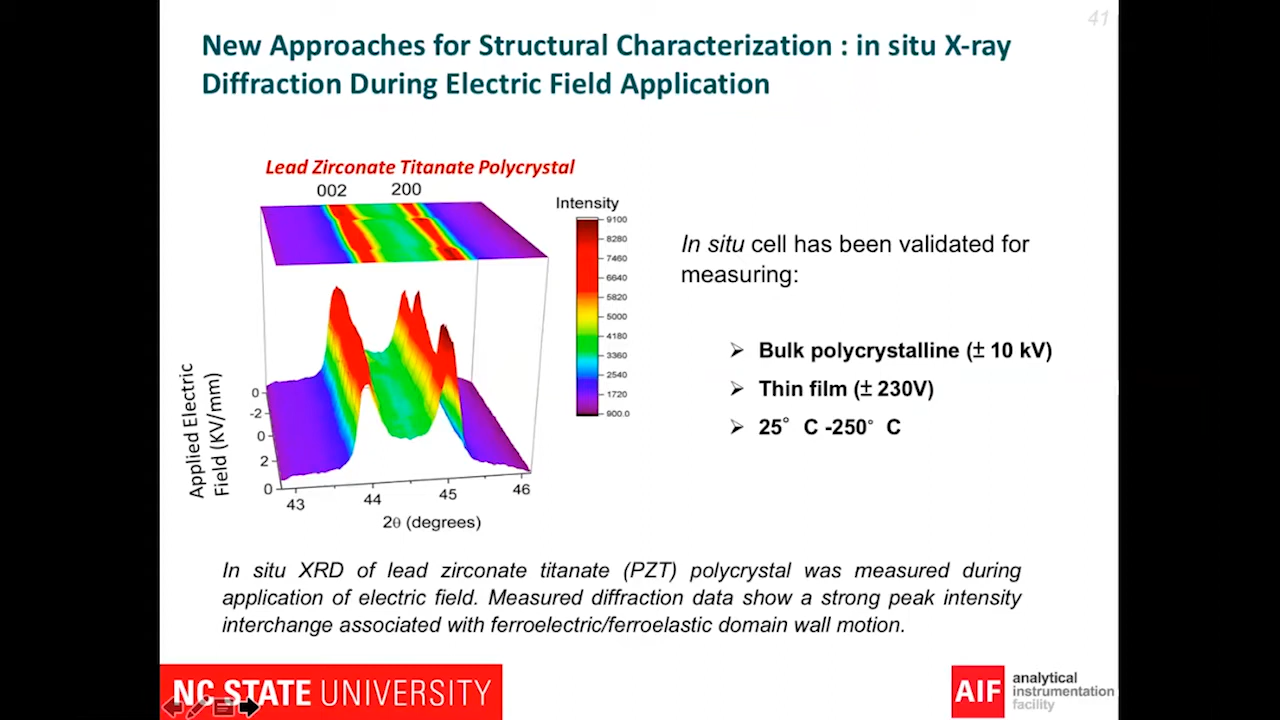 41
New Approaches for Structural Characterization : in situ X-ray
Diffraction During Electric Field Application
Lead Zirconate Titanate Polycrystal
002
200
Intensity
9100
8280
7460
6640
5820
5000
4180
3360
2540
1720
900.0
Applied Electric
Field (KV/mm)
0
-2
0
2
0
43
44
45
46
2θ (degrees)
In situ cell has been validated for
measuring:
➢ Bulk polycrystalline (± 10 kV)
➢ Thin film (± 230V)
➢ 25° C -250° C
In situ XRD of lead zirconate titanate (PZT) polycrystal was measured during
application of electric field. Measured diffraction data show a strong peak intensity
interchange associated with ferroelectric/ferroelastic domain wall motion.
NC STATE UNIVERSITY
AIF
analytical
instrumentation
facility